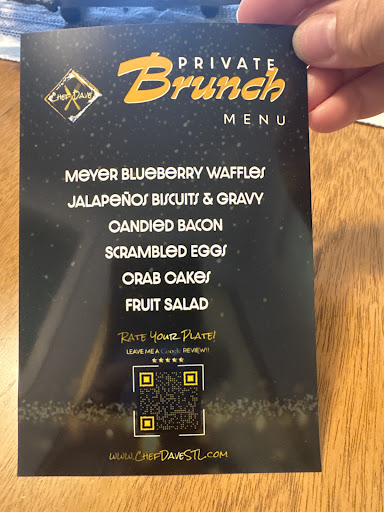 CHEF DAVE
PRIVATE
Brunch
MENU
MEYER BLUEBERRY WAFFLES
JALAPEÑOS BISCUITS & GRAVY
CANDIED BACON
SCRAMBLED EGGS
CRAB CAKES
FRUIT SALAD
RATE YOUR PLATE!
LEAVE ME A Google REVIEW!!
WWW.CHEFDAVESTL.COM